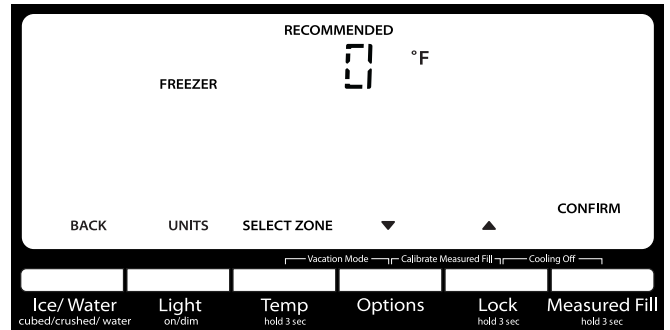 RECOMMENDED
FREEZER 0 °F
CONFIRM
BACK UNITS SELECT ZONE ▼ ▲
Vacation Mode Calibrate Measured Fill Cooling Off
Ice/ Water Light Temp Options Lock Measured Fill
cubed/crushed/ water on/dim hold 3 sec hold 3 sec hold 3 sec